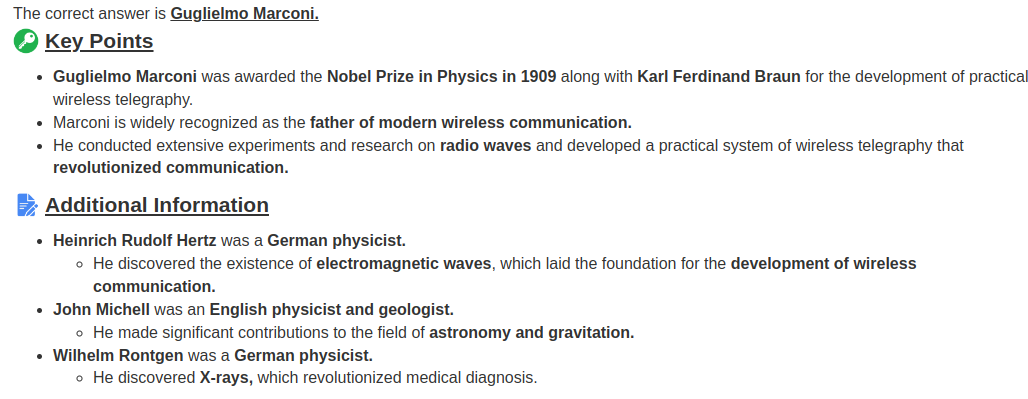 The correct answer is Guglielmo Marconi.
Key Points
• Guglielmo Marconi was awarded the Nobel Prize in Physics in 1909 along with Karl Ferdinand Braun for the development of practical
wireless telegraphy.
• Marconi is widely recognized as the father of modern wireless communication.
• He conducted extensive experiments and research on radio waves and developed a practical system of wireless telegraphy that
revolutionized communication.
Additional Information
• Heinrich Rudolf Hertz was a German physicist.
◦ He discovered the existence of electromagnetic waves, which laid the foundation for the development of wireless
communication.
• John Michell was an English physicist and geologist.
◦ He made significant contributions to the field of astronomy and gravitation.
• Wilhelm Rontgen was a German physicist.
◦ He discovered X-rays, which revolutionized medical diagnosis.